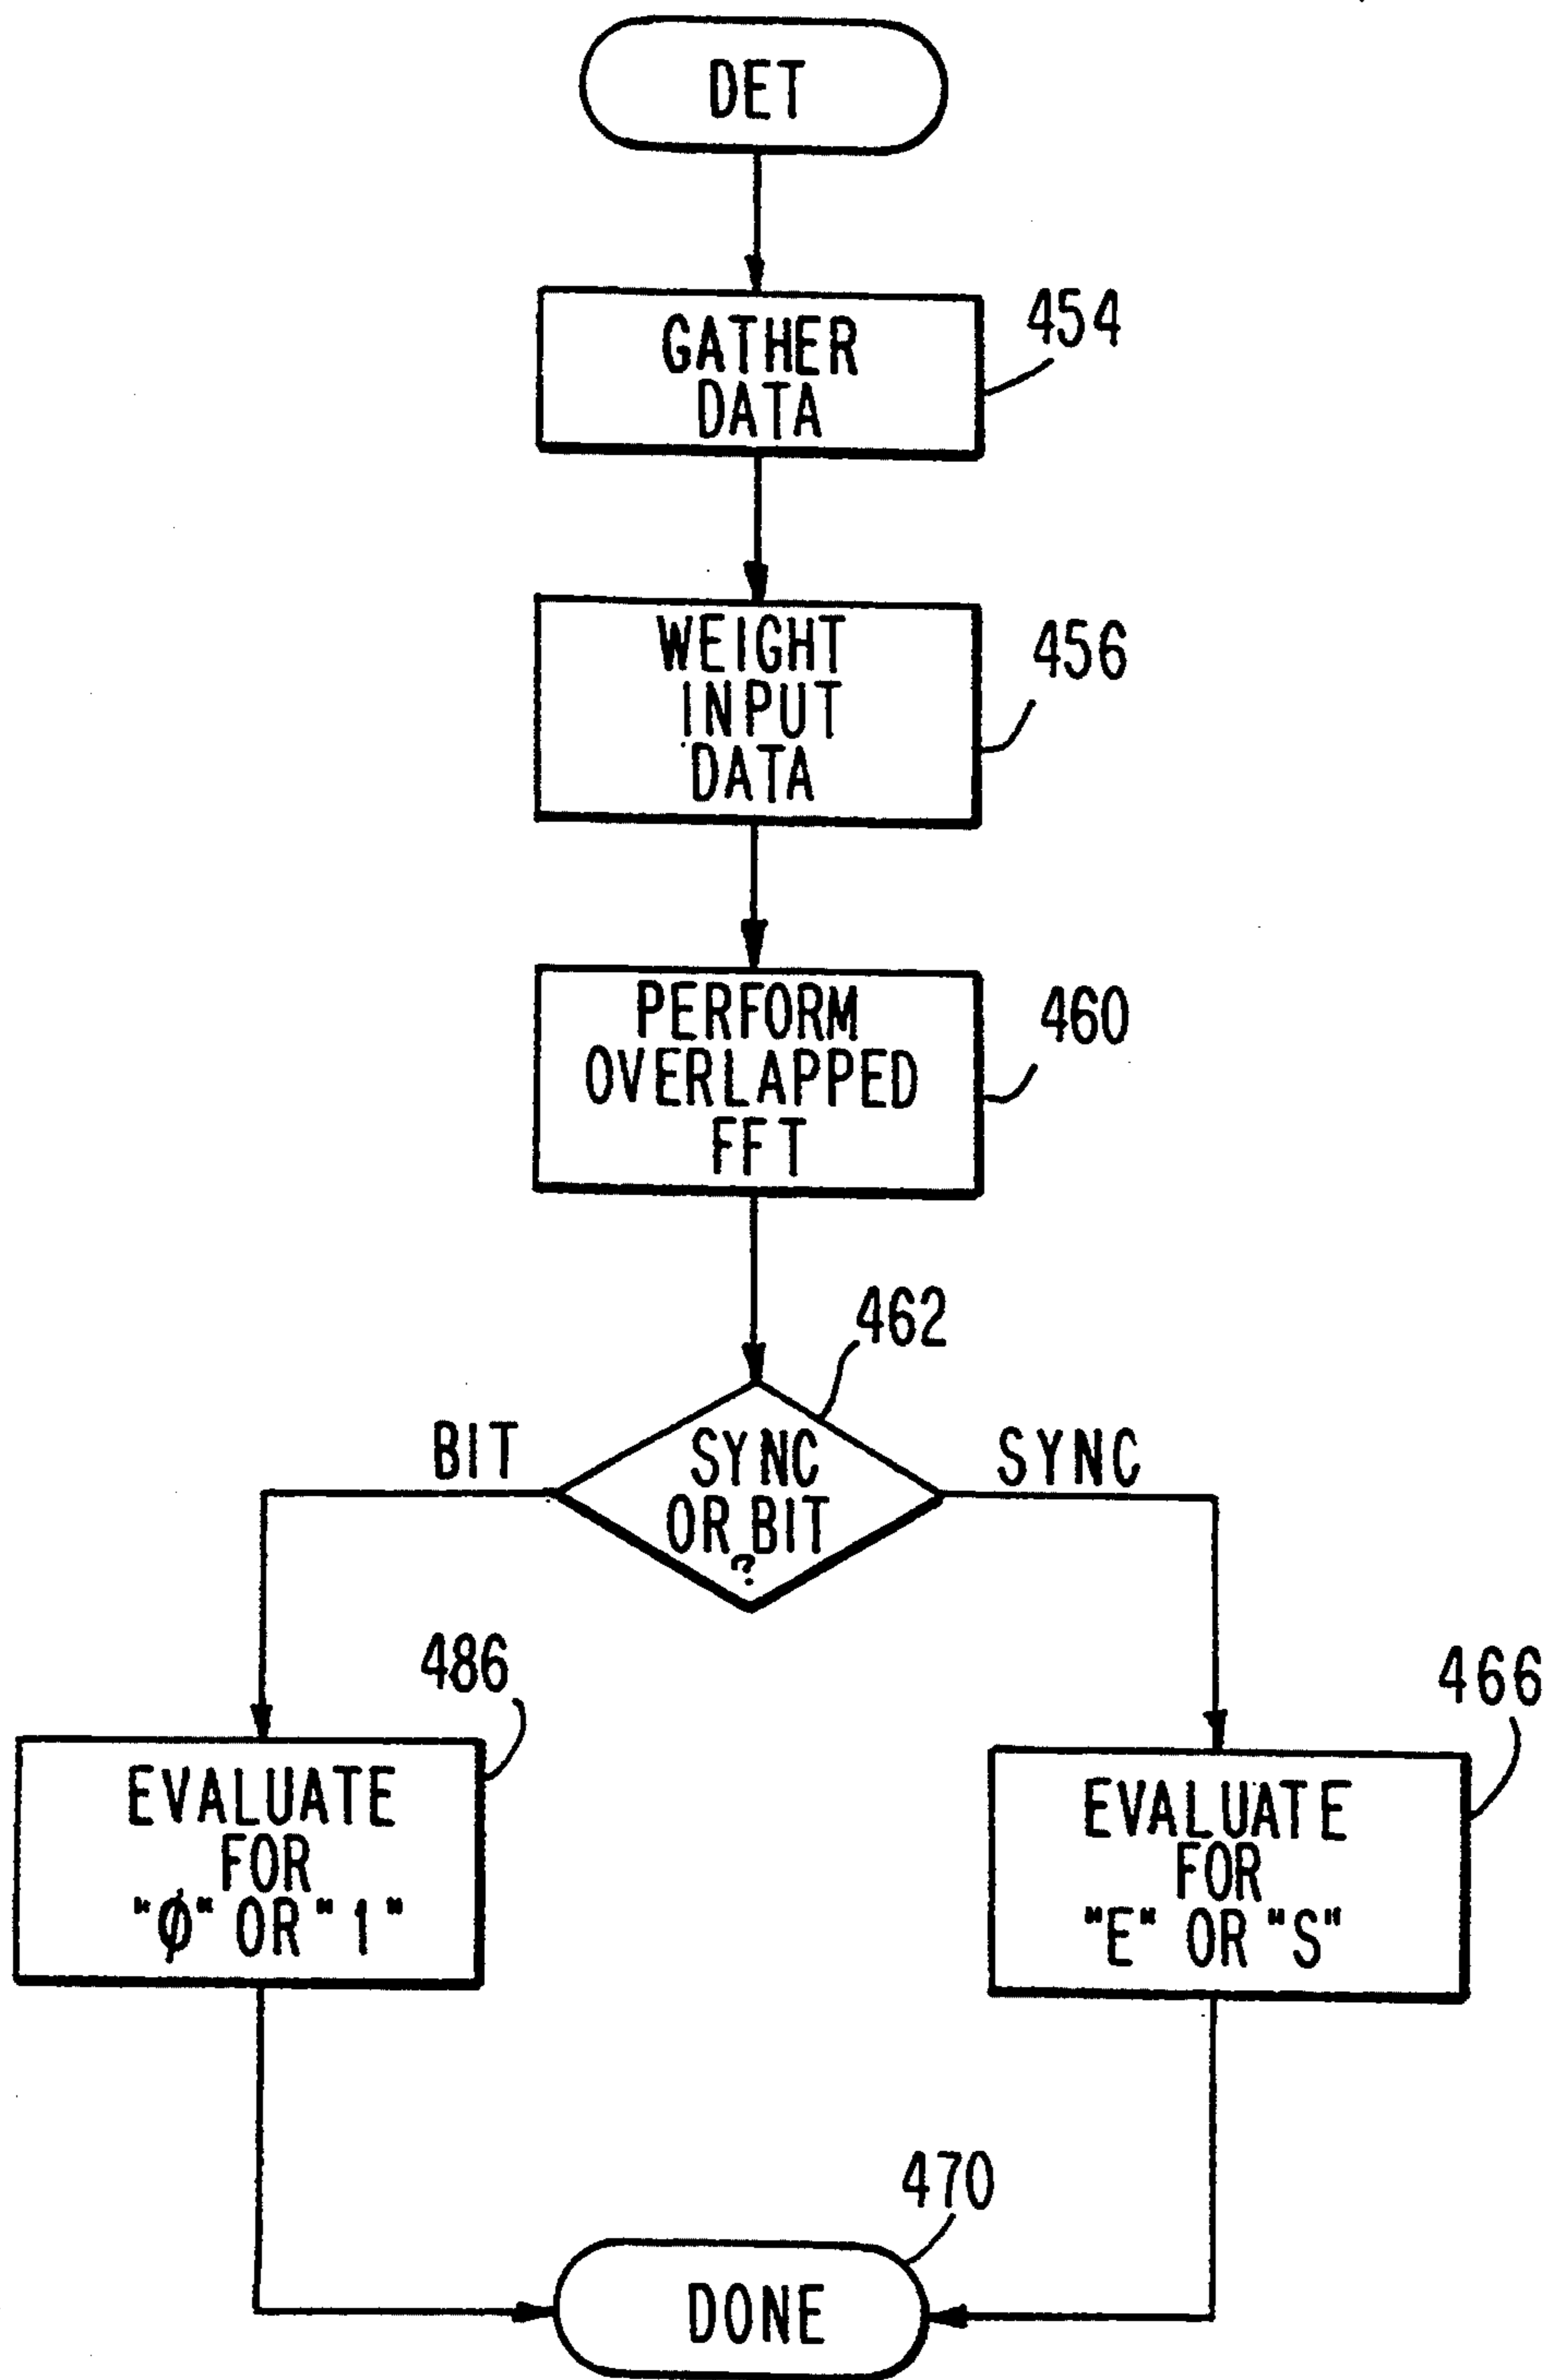 DET
GATHER
DATA
454
WEIGHT
INPUT
DATA
456
PERFORM
OVERLAPPED
FFT
460
462
BIT
SYNC
OR BIT
?
SYNC
486
EVALUATE
FOR
"Ø" OR "1"
466
EVALUATE
FOR
"E" OR "S"
470
DONE